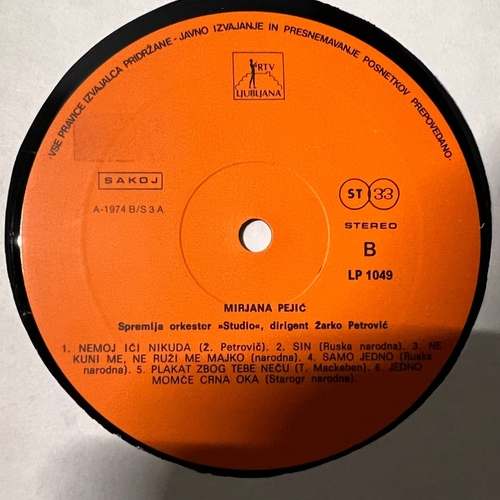 ·VSE PRAVICE IZVAJALCA PRIDRŽANE - JAVNO IZVAJANJE IN PRESNEMAVANJE POSNETKOV PREPOVEDANO·
RTV
LJUBLJANA
SAKOJ
A-1974 B/S 3 A
ST 33
STEREO
B
LP 1049
MIRJANA PEJIĆ
Spremlja orkester »Studio«, dirigent Žarko Petrović
1. NEMOJ IĆI NIKUDA (Ž. Petrovič). 2. SIN (Ruska narodna). 3. NE
KUNI ME, NE RUŽI ME MAJKO (narodna). 4. SAMO JEDNO (Ruska
narodna). 5. PLAKAT ZBOG TEBE NEĆU (T. Mackeben). 6. JEDNO
MOMČE CRNA OKA (Starogr narodna).